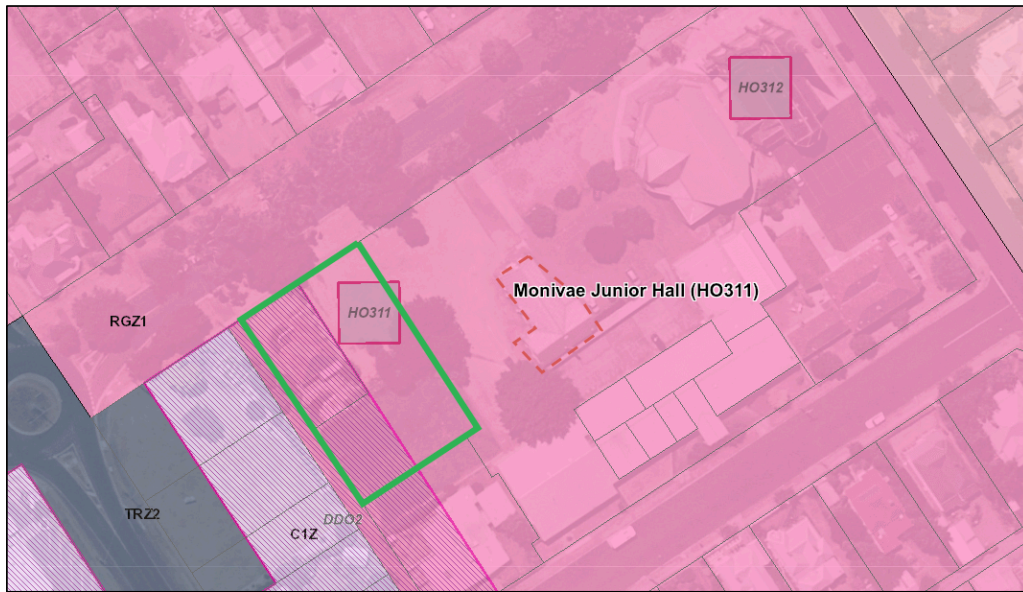 HO312
Monivae Junior Hall (HO311)
HO311
RGZ1
TRZ2
DDO2
C1Z